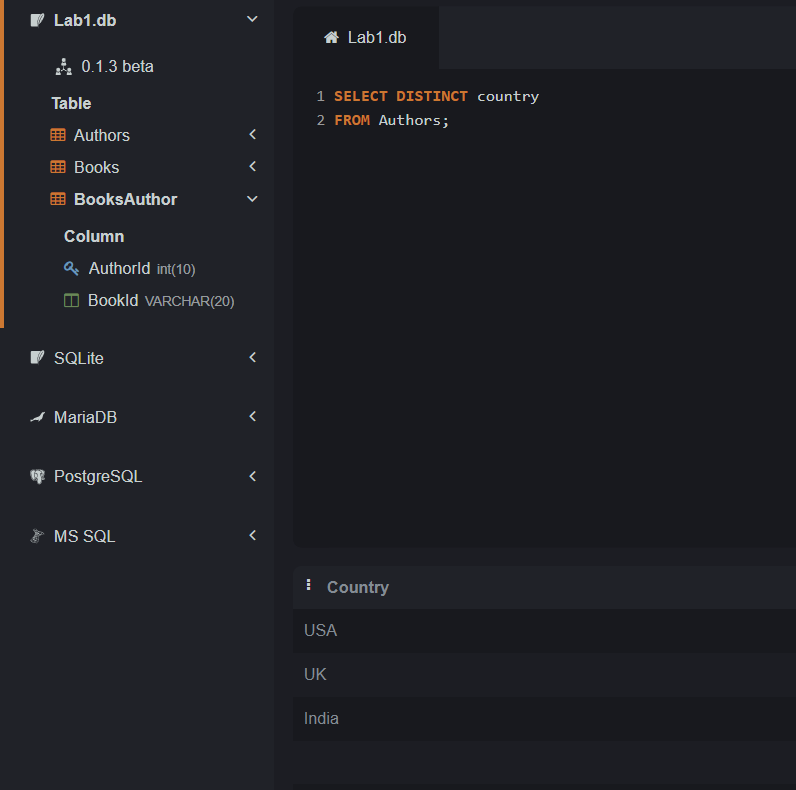 Lab1.db
0.1.3 beta
Table
Authors
Books
BooksAuthor
Column
AuthorId int(10)
BookId VARCHAR(20)
SQLite
MariaDB
PostgreSQL
MS SQL
Lab1.db
1 SELECT DISTINCT country
2 FROM Authors;
Country
USA
UK
India